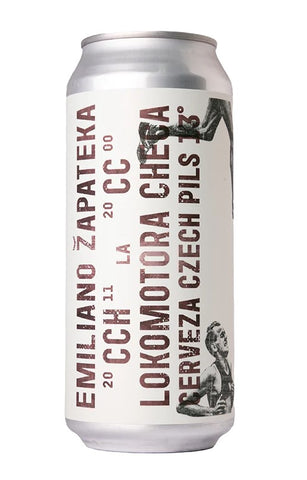 EMILIANO ŽAPATEKA
20 CCH 11 LA 20 CC 00
LOKOMOTORA CHECA
CERVEZA CZECH PILS 13°